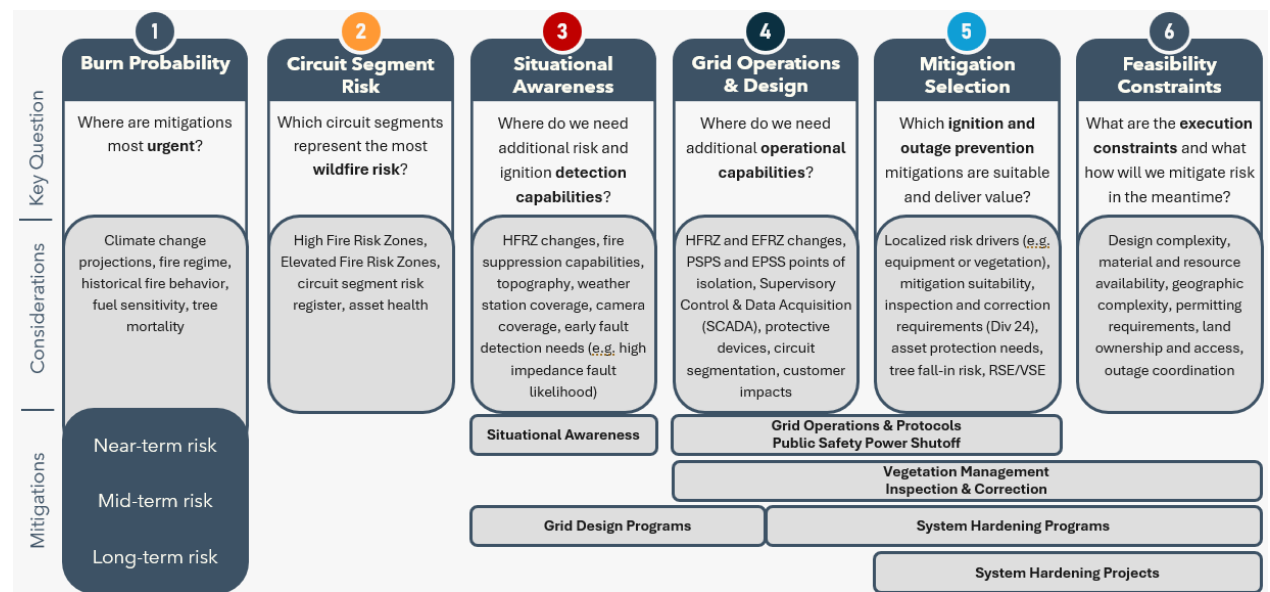 1
Burn Probability
2
Circuit Segment
Risk
3
Situational
Awareness
4
Grid Operations
& Design
5
Mitigation
Selection
6
Feasibility
Constraints
Key Question
Where are mitigations
most urgent?
Which circuit segments
represent the most
wildfire risk?
Where do we need
additional risk and
ignition detection
capabilities?
Where do we need
additional operational
capabilities?
Which ignition and
outage prevention
mitigations are suitable
and deliver value?
What are the execution
constraints and what
how will we mitigate risk
in the meantime?
Considerations
Climate change
projections, fire regime,
historical fire behavior,
fuel sensitivity, tree
mortality
High Fire Risk Zones,
Elevated Fire Risk Zones,
circuit segment risk
register, asset health
HFRZ changes, fire
suppression capabilities,
topography, weather
station coverage, camera
coverage, early fault
detection needs (e.g. high
impedance fault
likelihood)
HFRZ and EFRZ changes,
PSPS and EPSS points of
isolation, Supervisory
Control & Data Acquisition
(SCADA), protective
devices, circuit
segmentation, customer
impacts
Localized risk drivers (e.g.
equipment or vegetation),
mitigation suitability,
inspection and correction
requirements (Div 24),
asset protection needs,
tree fall-in risk, RSE/VSE
Design complexity,
material and resource
availability, geographic
complexity, permitting
requirements, land
ownership and access,
outage coordination
Mitigations
Near-term risk
Mid-term risk
Long-term risk
Situational Awareness
Grid Operations & Protocols
Public Safety Power Shutoff
Vegetation Management
Inspection & Correction
Grid Design Programs
System Hardening Programs
System Hardening Projects